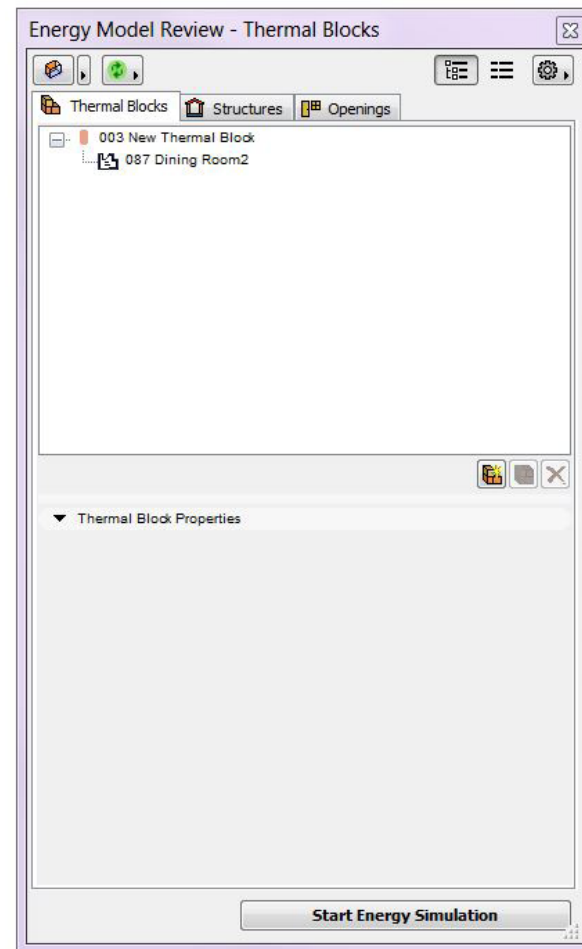 Energy Model Review - Thermal Blocks
Thermal Blocks Structures Openings
003 New Thermal Block
087 Dining Room2
Thermal Block Properties
Start Energy Simulation